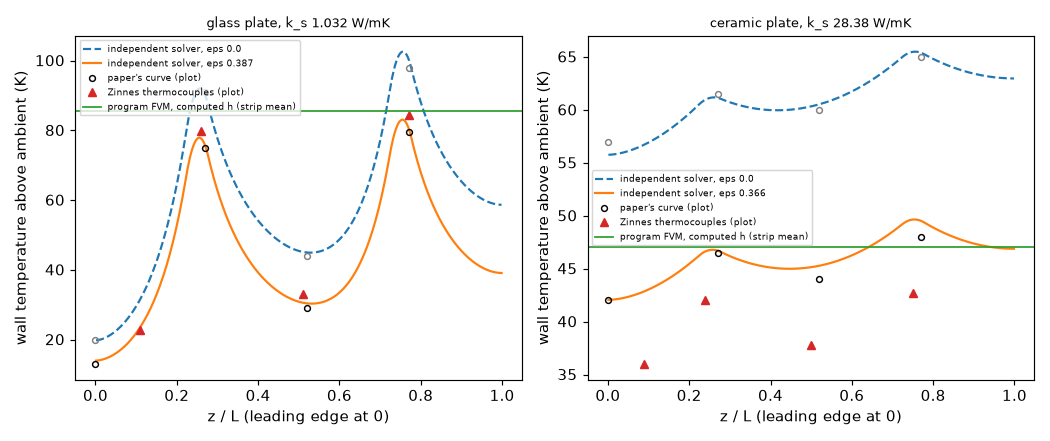 glass plate, k_s 1.032 W/mK
wall temperature above ambient (K)
100
80
60
40
20
independent solver, eps 0.0
independent solver, eps 0.387
paper's curve (plot)
Zinnes thermocouples (plot)
program FVM, computed h (strip mean)
0.0
0.2
0.4
0.6
0.8
1.0
z / L (leading edge at 0)
ceramic plate, k_s 28.38 W/mK
wall temperature above ambient (K)
65
60
55
50
45
40
35
independent solver, eps 0.0
independent solver, eps 0.366
paper's curve (plot)
Zinnes thermocouples (plot)
program FVM, computed h (strip mean)
0.0
0.2
0.4
0.6
0.8
1.0
z / L (leading edge at 0)